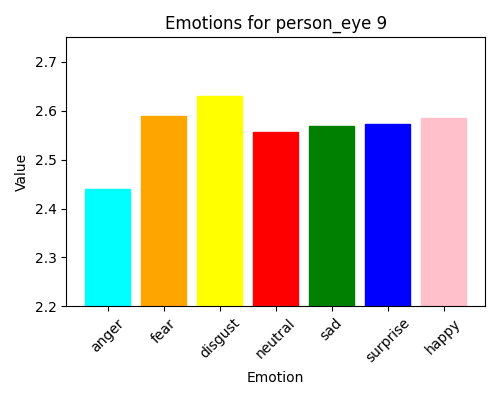 Emotions for person_eye 9
Value
2.7
2.6
2.5
2.4
2.3
2.2
anger
fear
disgust
neutral
sad
surprise
happy
Emotion